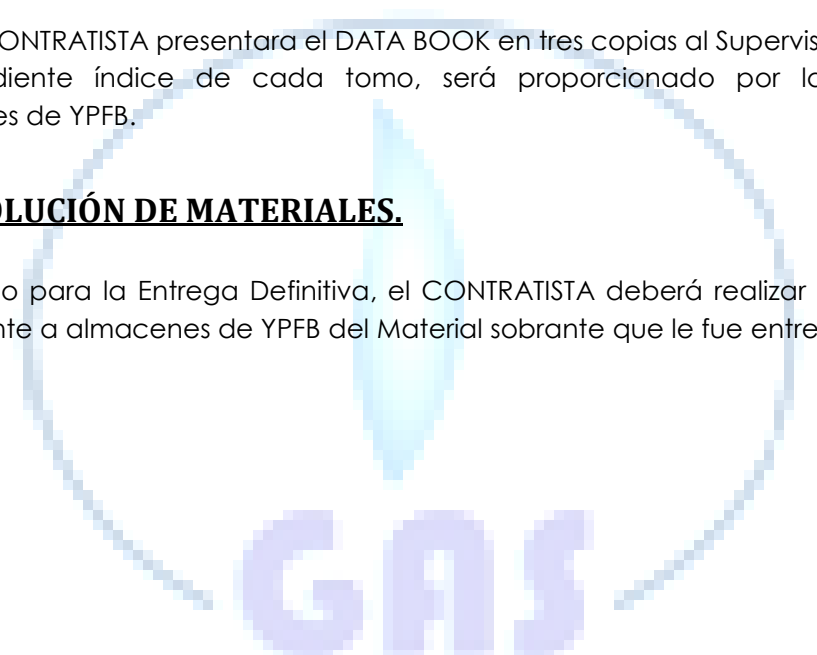 ONTRATISTA presentara el DATA BOOK en tres copias al Supervis
diente índice de cada tomo, será proporcionado por lo
es de YPFB.
OLUCIÓN DE MATERIALES.
o para la Entrega Definitiva, el CONTRATISTA deberá realizar
nte a almacenes de YPFB del Material sobrante que le fue entre
GAS